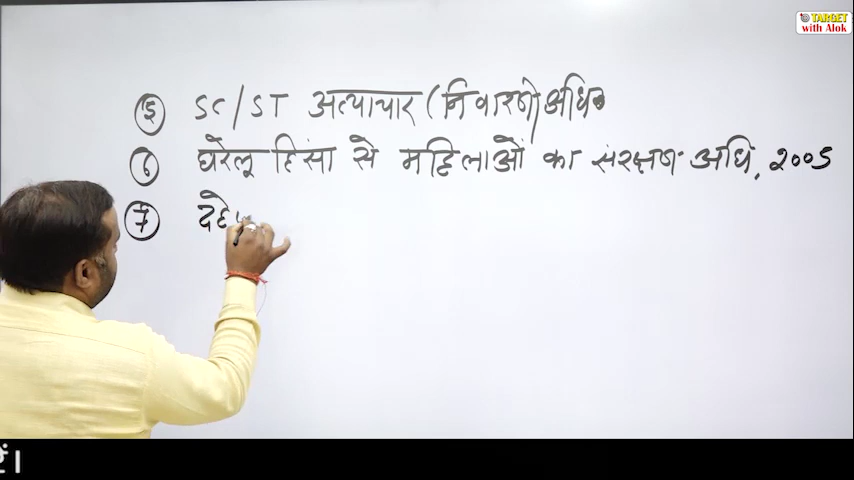 TARGET
with Alok
⑤ SC/ST अत्याचार (निवारण) अधि॰
⑥ घरेलू हिंसा से महिलाओं का संरक्षण अधि. 2005
⑦ दहे